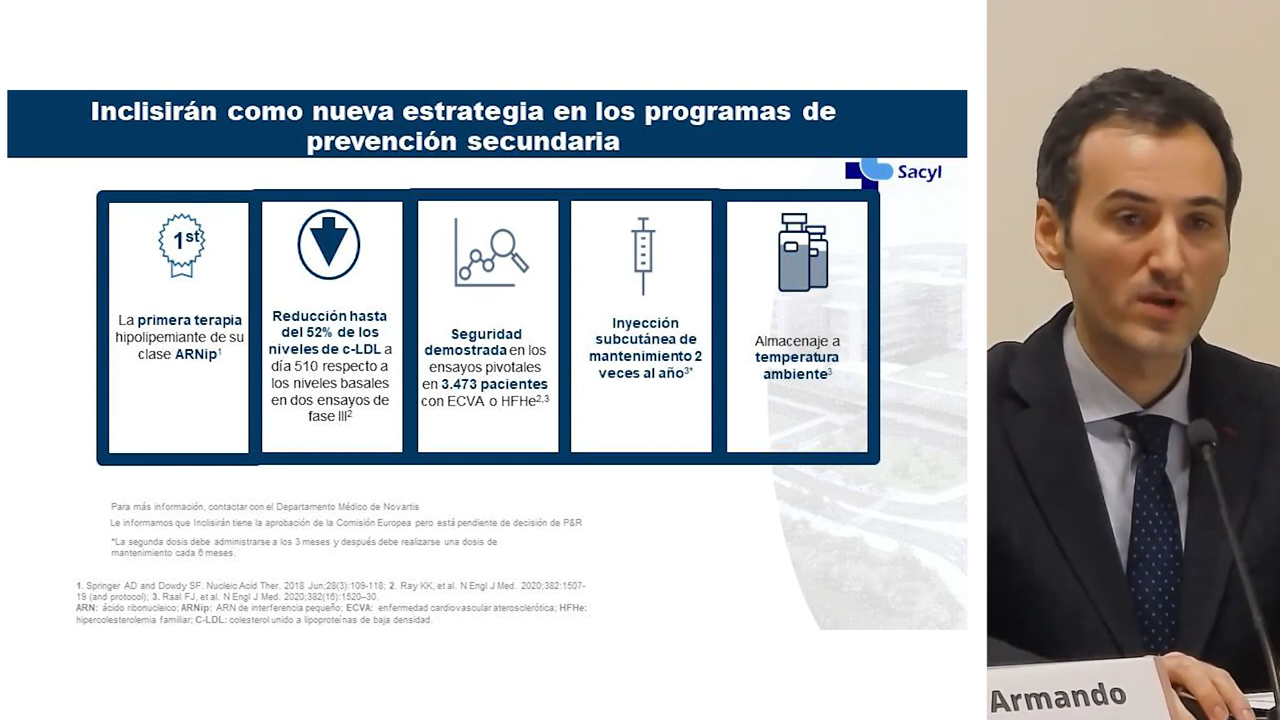 Inclisirán como nueva estrategia en los programas de
prevención secundaria
Sacyl
1st
La primera terapia
hipolipemiante de su
clase ARNip1
Reducción hasta
del 52% de los
niveles de c-LDL a
día 510 respecto a
los niveles basales
en dos ensayos de
fase III2
Seguridad
demostrada en los
ensayos pivotales
en 3.473 pacientes
con ECVA o HFHe2,3
Inyección
subcutánea de
mantenimiento 2
veces al año3*
Almacenaje a
temperatura
ambiente3
Para más información, contactar con el Departamento Médico de Novartis
Le informamos que Inclisirán tiene la aprobación de la Comisión Europea pero está pendiente de decisión de P&R
*La segunda dosis debe administrarse a los 3 meses y después debe realizarse una dosis de
mantenimiento cada 6 meses.
1. Springer AD and Dowdy SF. Nucleic Acid Ther. 2018 Jun;28(3):109-118; 2. Ray KK, et al. N Engl J Med. 2020;382:1507-
19 (and protocol); 3. Raal FJ, et al. N Engl J Med. 2020;382(16):1520–30.
ARN: ácido ribonucleico; ARNip: ARN de interferencia pequeño; ECVA: enfermedad cardiovascular aterosclerótica; HFHe:
hipercolesterolemia familiar; C-LDL: colesterol unido a lipoproteínas de baja densidad.
Armando